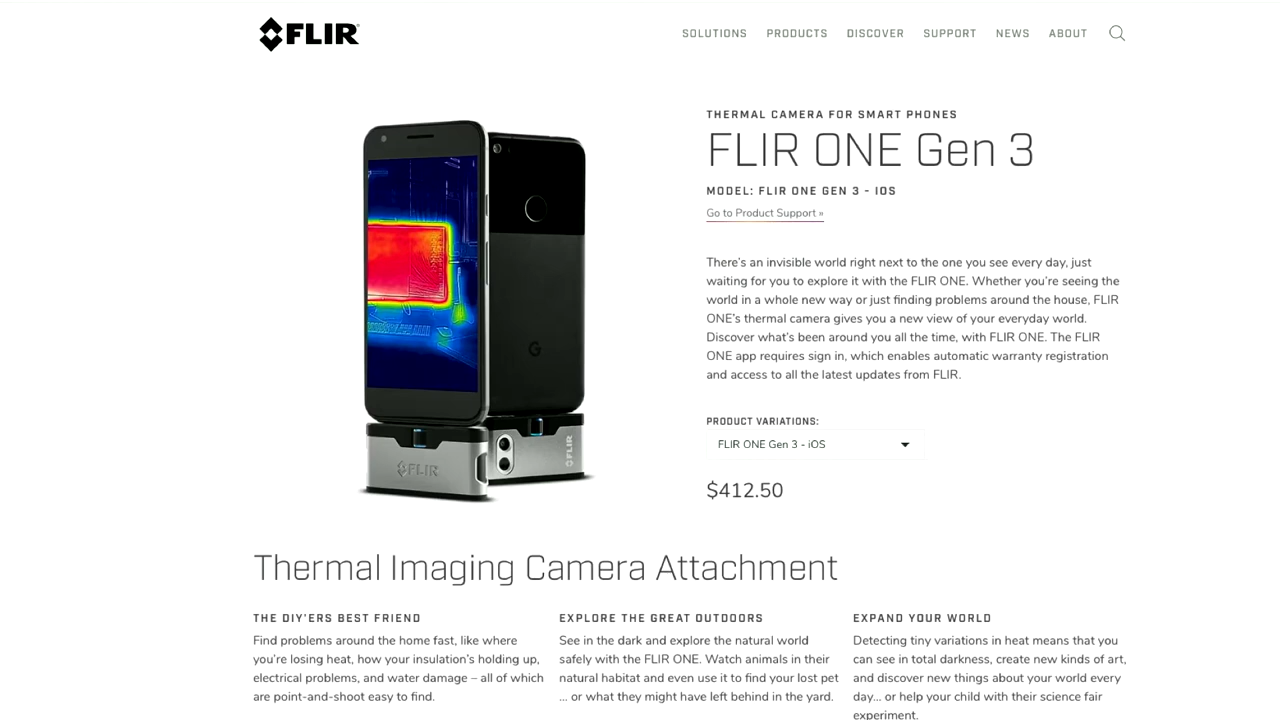 FLIR
SOLUTIONS PRODUCTS DISCOVER SUPPORT NEWS ABOUT
THERMAL CAMERA FOR SMART PHONES
FLIR ONE Gen 3
MODEL: FLIR ONE GEN 3 - IOS
Go to Product Support »
There's an invisible world right next to the one you see every day, just
waiting for you to explore it with the FLIR ONE. Whether you're seeing the
world in a whole new way or just finding problems around the house, FLIR
ONE's thermal camera gives you a new view of your everyday world.
Discover what's been around you all the time, with FLIR ONE. The FLIR
ONE app requires sign in, which enables automatic warranty registration
and access to all the latest updates from FLIR.
PRODUCT VARIATIONS:
FLIR ONE Gen 3 - iOS
$412.50
G
FLIR
FLIR
Thermal Imaging Camera Attachment
THE DIY'ERS BEST FRIEND
Find problems around the home fast, like where
you're losing heat, how your insulation's holding up,
electrical problems, and water damage – all of which
are point-and-shoot easy to find.
EXPLORE THE GREAT OUTDOORS
See in the dark and explore the natural world
safely with the FLIR ONE. Watch animals in their
natural habitat and even use it to find your lost pet
... or what they might have left behind in the yard.
EXPAND YOUR WORLD
Detecting tiny variations in heat means that you
can see in total darkness, create new kinds of art,
and discover new things about your world every
day... or help your child with their science fair
experiment.